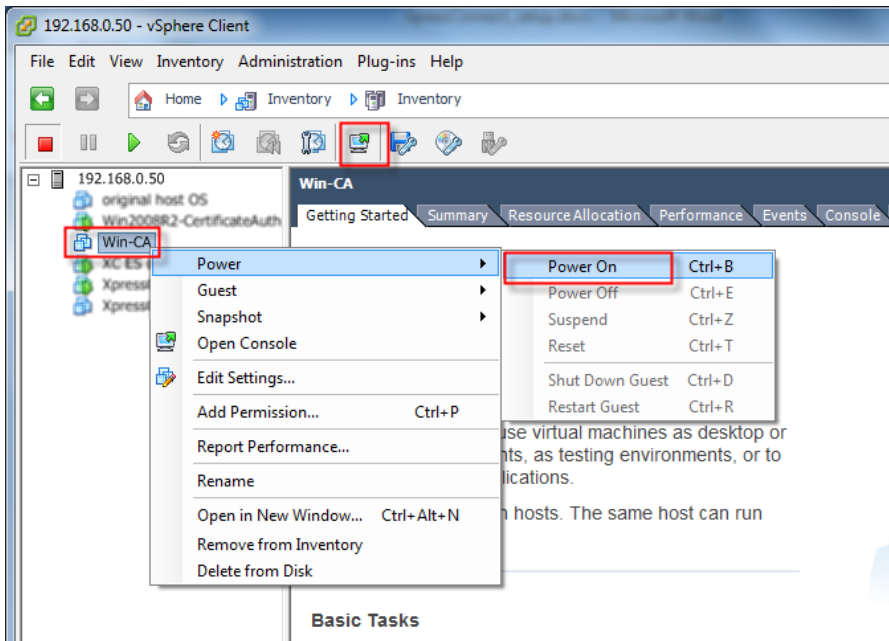 192.168.0.50 - vSphere Client
File Edit View Inventory Administration Plug-ins Help
Home Inventory Inventory
192.168.0.50
original host OS
Win2008R2-CertificateAuth
Win-CA
XC ES
Xpress
Xpress
Win-CA
Getting Started Summary Resource Allocation Performance Events Console
Power
Guest
Snapshot
Open Console
Edit Settings...
Add Permission... Ctrl+P
Report Performance...
Rename
Open in New Window... Ctrl+Alt+N
Remove from Inventory
Delete from Disk
Power On Ctrl+B
Power Off Ctrl+E
Suspend Ctrl+Z
Reset Ctrl+T
Shut Down Guest Ctrl+D
Restart Guest Ctrl+R
use virtual machines as desktop or
nts, as testing environments, or to
lications.
hosts. The same host can run
Basic Tasks